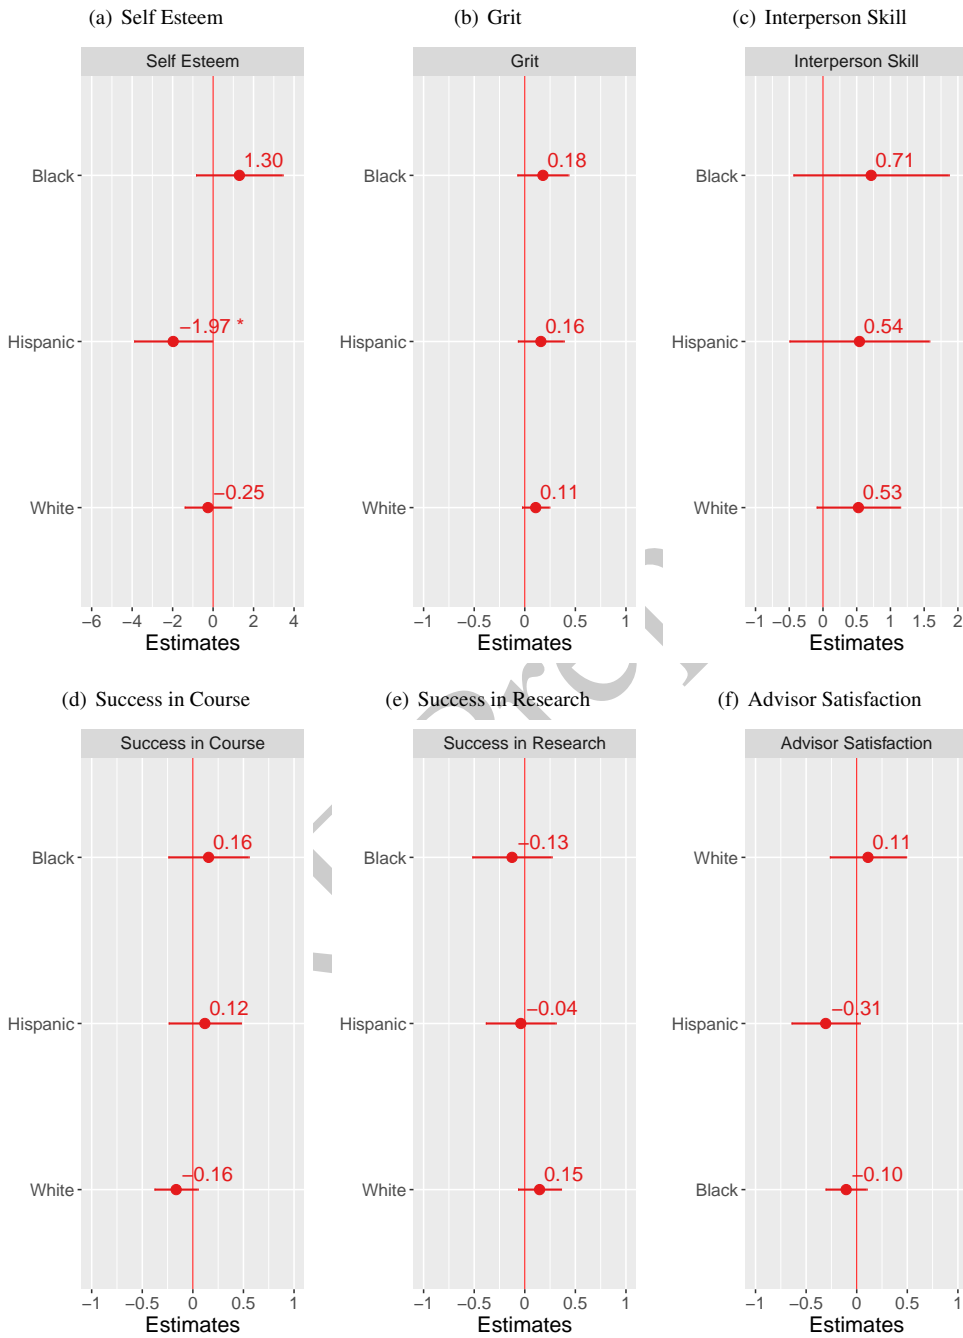 (a) Self Esteem
(b) Grit
(c) Interperson Skill
Self Esteem
Grit
Interperson Skill
Black
1.30
Hispanic
−1.97 *
White
−0.25
−6 −4 −2 0 2 4
Estimates
Black
0.18
Hispanic
0.16
White
0.11
−1 −0.5 0 0.5 1
Estimates
Black
0.71
Hispanic
0.54
White
0.53
−1 −0.5 0 0.5 1 1.5 2
Estimates
(d) Success in Course
(e) Success in Research
(f) Advisor Satisfaction
Success in Course
Success in Research
Advisor Satisfaction
Black
0.16
Hispanic
0.12
White
−0.16
−1 −0.5 0 0.5 1
Estimates
Black
−0.13
Hispanic
−0.04
White
0.15
−1 −0.5 0 0.5 1
Estimates
White
0.11
Hispanic
−0.31
Black
−0.10
−1 −0.5 0 0.5 1
Estimates